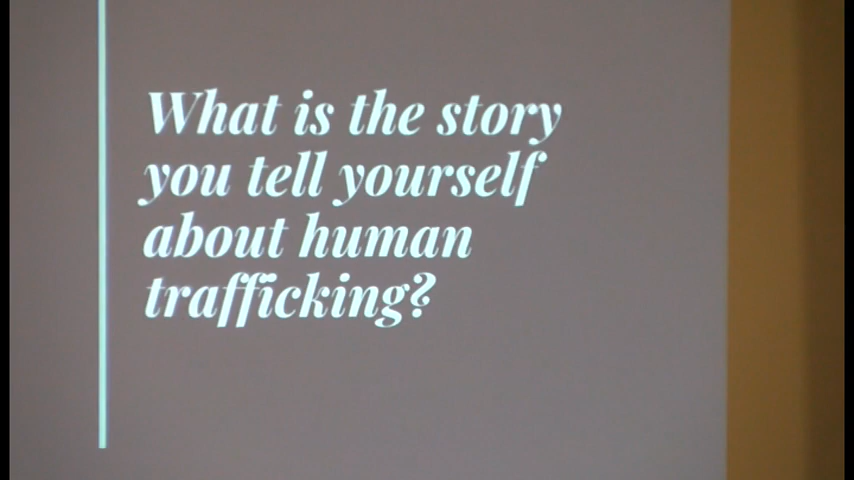 What is the story
you tell yourself
about human
trafficking?